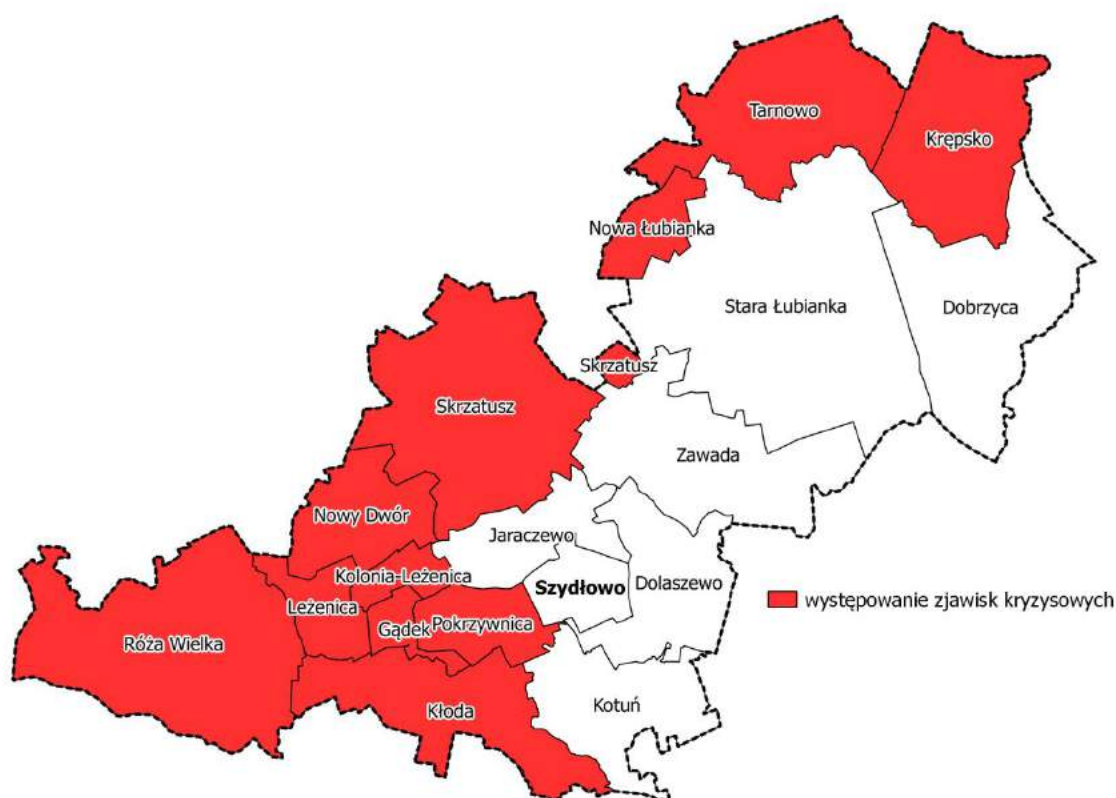 Tarnowo
Krępsko
Nowa Łubianka
Stara Łubianka
Dobrzyca
Skrzatusz
Skrzatusz
Zawada
Nowy Dwór
Jaraczewo
Kolonia-Leżenica
Szydłowo
Dolaszewo
Leżenica
Gądek
Pokrzywnica
Róża Wielka
Kłoda
Kotuń
występowanie zjawisk kryzysowych